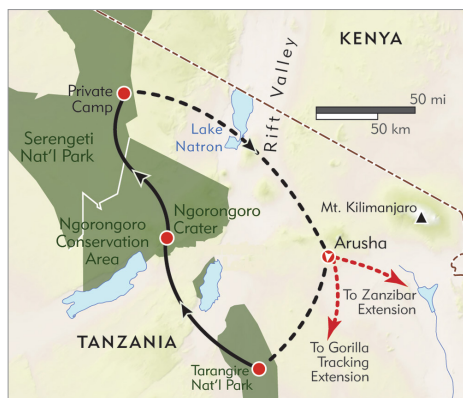 KENYA
Private
Camp
Rift Valley
50 mi
50 km
Lake
Natron
Serengeti
Nat'l Park
Mt. Kilimanjaro
Ngorongoro
Crater
Ngorongoro
Conservation
Area
Arusha
To Zanzibar
Extension
TANZANIA
To Gorilla
Tracking
Extension
Tarangire
Nat'l Park